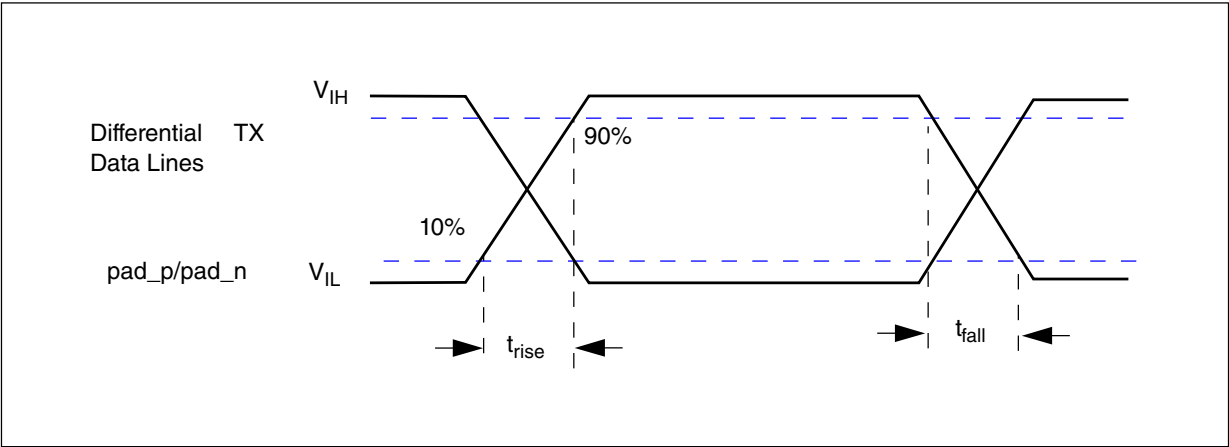 V_IH
Differential TX
Data Lines
90%
10%
pad_p/pad_n
V_IL
t_rise
t_fall